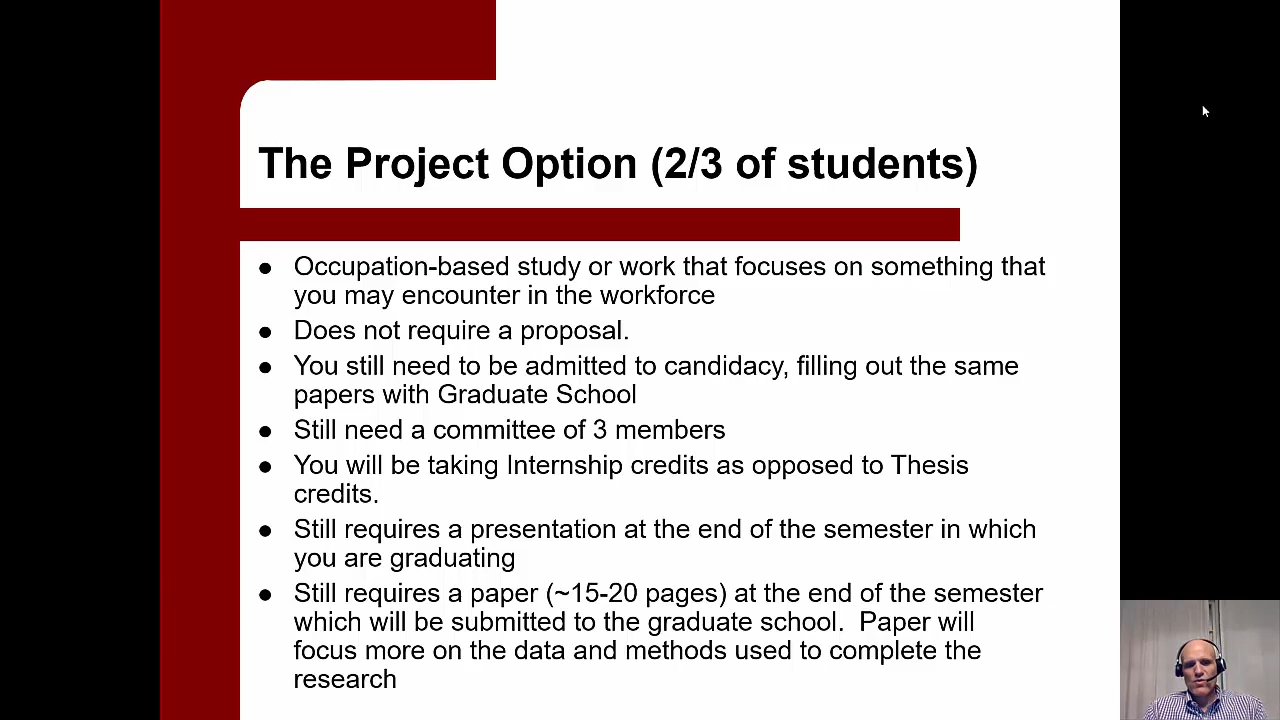 The Project Option (2/3 of students)
● Occupation-based study or work that focuses on something that
you may encounter in the workforce
● Does not require a proposal.
● You still need to be admitted to candidacy, filling out the same
papers with Graduate School
● Still need a committee of 3 members
● You will be taking Internship credits as opposed to Thesis
credits.
● Still requires a presentation at the end of the semester in which
you are graduating
● Still requires a paper (~15-20 pages) at the end of the semester
which will be submitted to the graduate school.  Paper will
focus more on the data and methods used to complete the
research